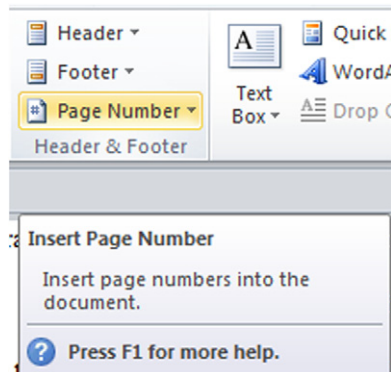 Header
Footer
Page Number
Header & Footer
A
Text
Box
Quick
Drop
Insert Page Number
Insert page numbers into the
document.
Press F1 for more help.